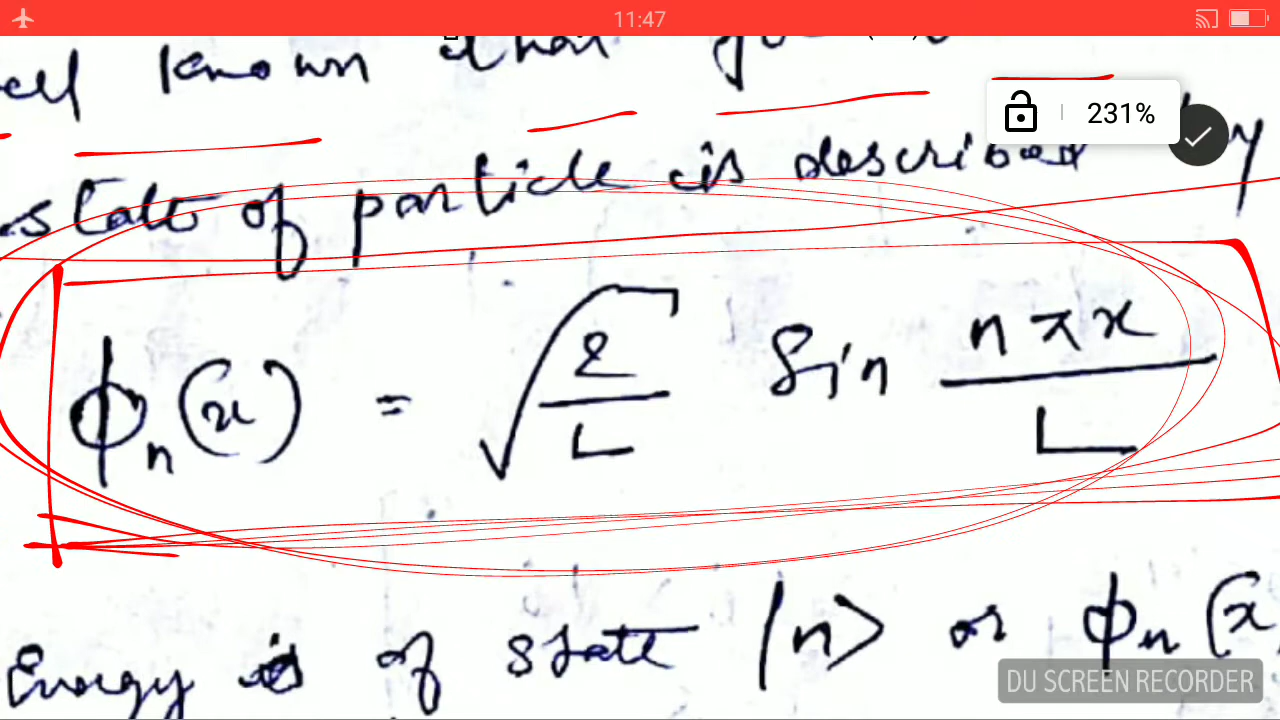 11:47
known that
231%
state of particle is described by
ϕn(x) = √(2/L) Sin nπx/L
Energy is of state |n> or ϕn(x
DU SCREEN RECORDER